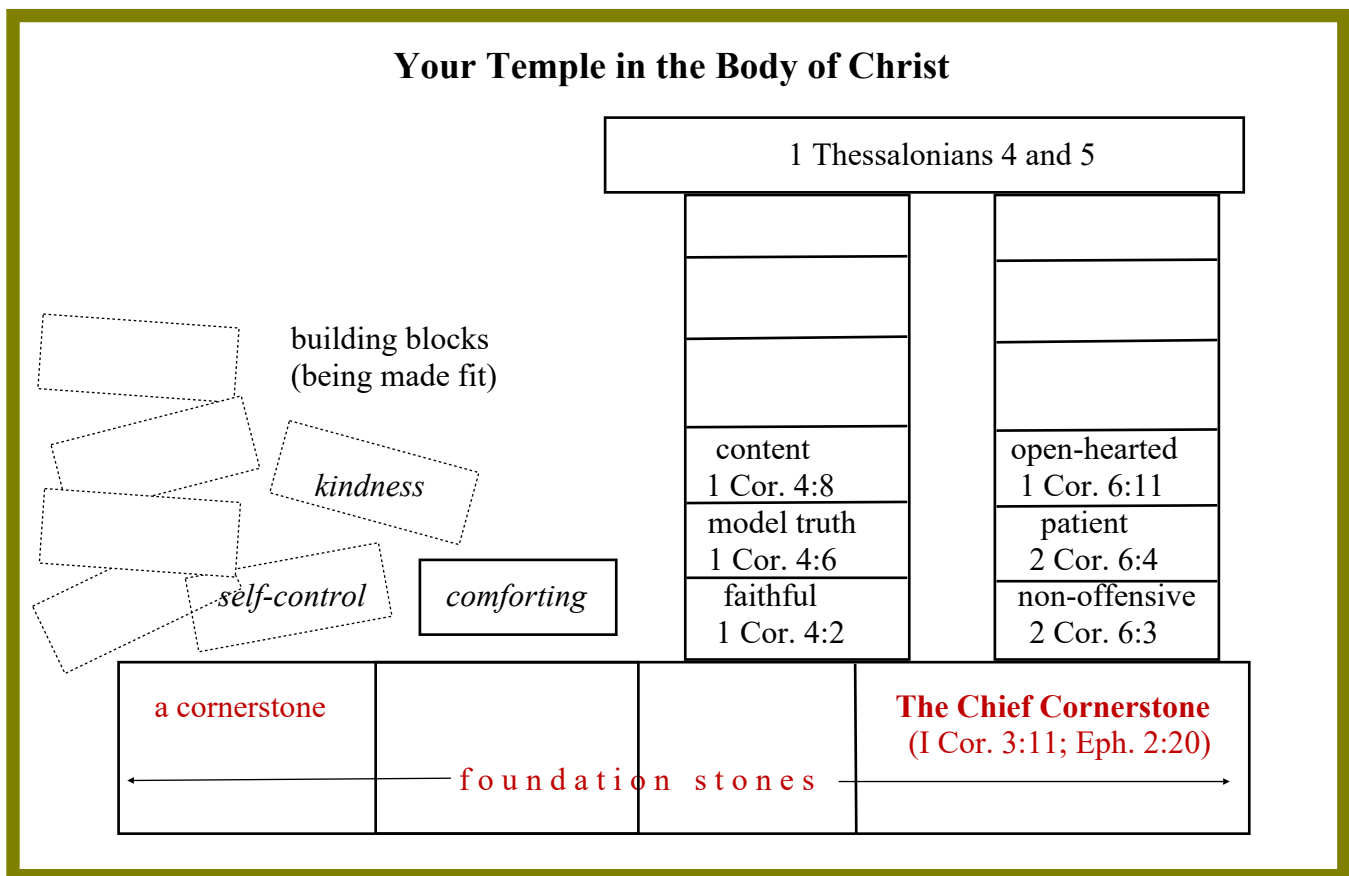 Your Temple in the Body of Christ
1 Thessalonians 4 and 5
building blocks
(being made fit)
kindness
self-control
comforting
content
1 Cor. 4:8
model truth
1 Cor. 4:6
faithful
1 Cor. 4:2
open-hearted
1 Cor. 6:11
patient
2 Cor. 6:4
non-offensive
2 Cor. 6:3
a cornerstone
The Chief Cornerstone
(I Cor. 3:11; Eph. 2:20)
foundation stones